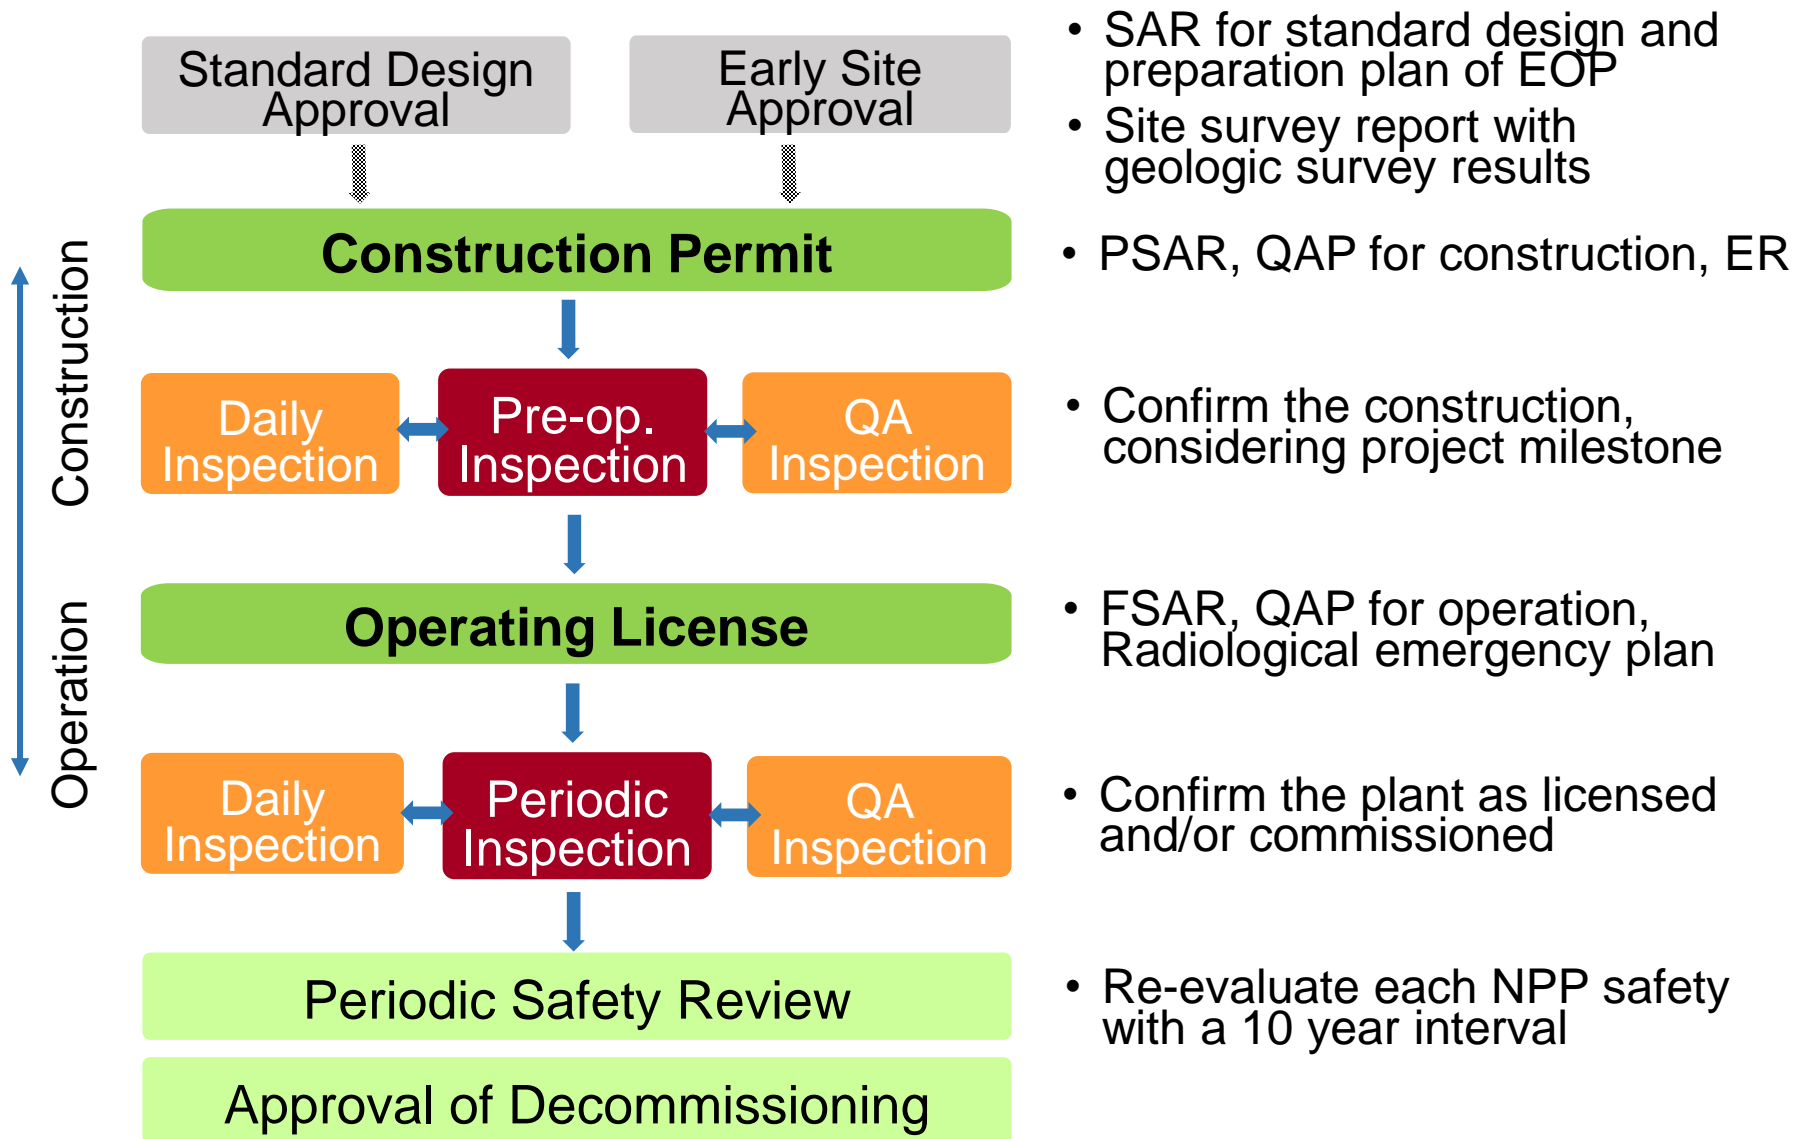 Standard Design
Approval
Early Site
Approval
• SAR for standard design and
preparation plan of EOP
• Site survey report with
geologic survey results
Construction Permit
• PSAR, QAP for construction, ER
Construction
Daily
Inspection
Pre-op.
Inspection
QA
Inspection
• Confirm the construction,
considering project milestone
Operating License
• FSAR, QAP for operation,
Radiological emergency plan
Operation
Daily
Inspection
Periodic
Inspection
QA
Inspection
• Confirm the plant as licensed
and/or commissioned
Periodic Safety Review
• Re-evaluate each NPP safety
with a 10 year interval
Approval of Decommissioning